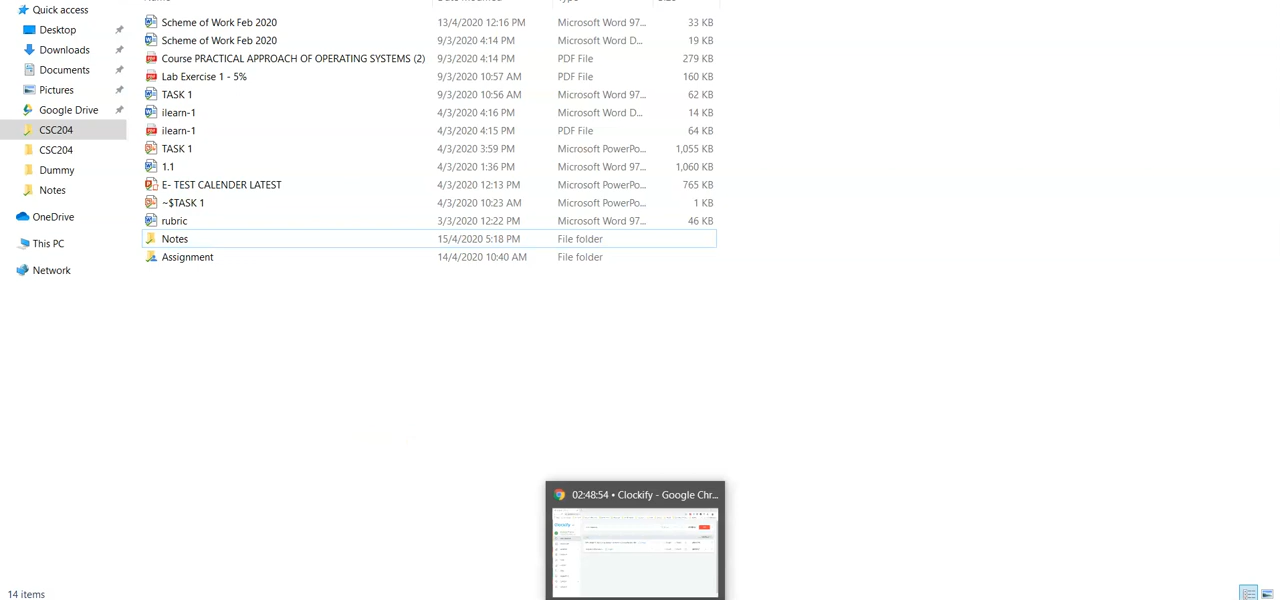 Quick access
Desktop
Downloads
Documents
Pictures
Google Drive
CSC204
CSC204
Dummy
Notes
OneDrive
This PC
Network
Scheme of Work Feb 2020 13/4/2020 12:16 PM Microsoft Word 97... 33 KB
Scheme of Work Feb 2020 9/3/2020 4:14 PM Microsoft Word D... 19 KB
Course PRACTICAL APPROACH OF OPERATING SYSTEMS (2) 9/3/2020 4:14 PM PDF File 279 KB
Lab Exercise 1 - 5% 9/3/2020 10:57 AM PDF File 160 KB
TASK 1 9/3/2020 10:56 AM Microsoft Word 97... 62 KB
ilearn-1 4/3/2020 4:16 PM Microsoft Word D... 14 KB
ilearn-1 4/3/2020 4:15 PM PDF File 64 KB
TASK 1 4/3/2020 3:59 PM Microsoft PowerPo... 1,055 KB
1.1 4/3/2020 1:36 PM Microsoft Word 97... 1,060 KB
E- TEST CALENDER LATEST 4/3/2020 12:13 PM Microsoft PowerPo... 765 KB
~$TASK 1 4/3/2020 10:23 AM Microsoft PowerPo... 1 KB
rubric 3/3/2020 12:22 PM Microsoft Word 97... 46 KB
Notes 15/4/2020 5:18 PM File folder
Assignment 14/4/2020 10:40 AM File folder
02:48:54 • Clockify - Google Chr...
14 items